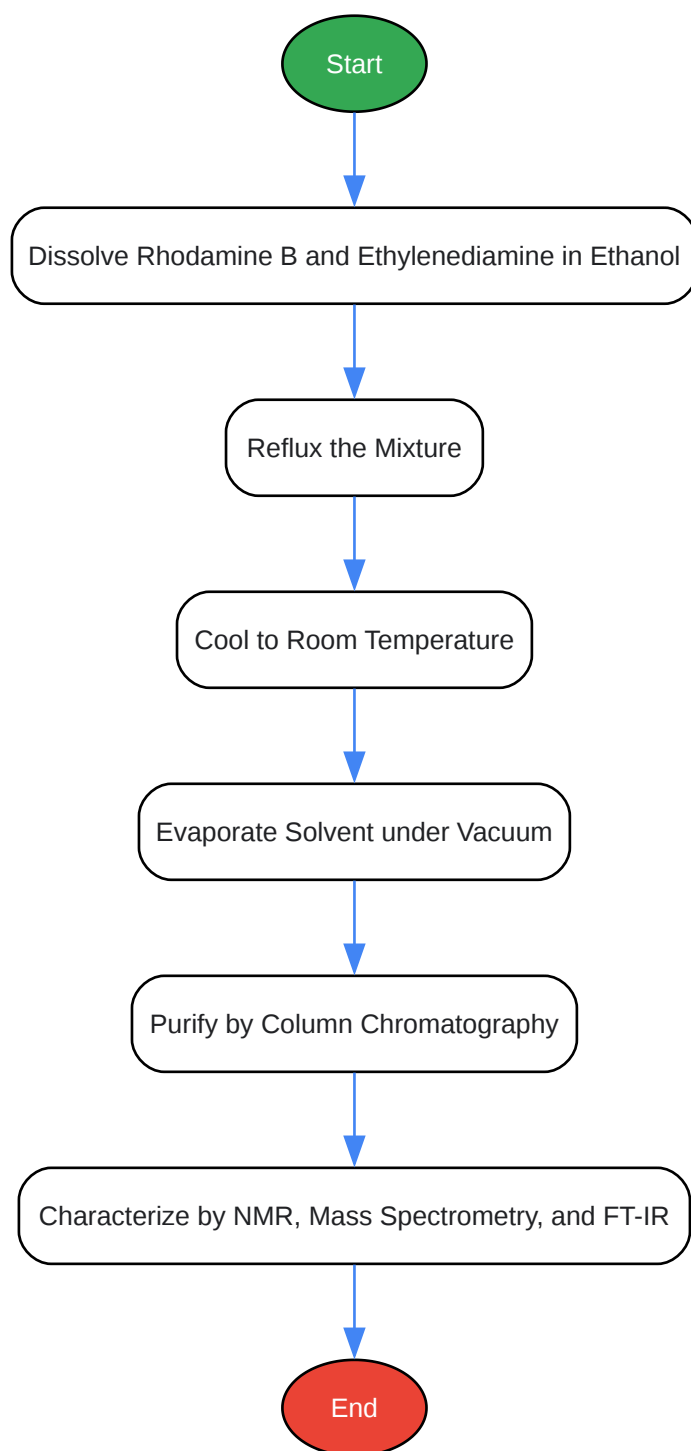 Start
Dissolve Rhodamine B and Ethylenediamine in Ethanol
Reflux the Mixture
Cool to Room Temperature
Evaporate Solvent under Vacuum
Purify by Column Chromatography
Characterize by NMR, Mass Spectrometry, and FT-IR
End